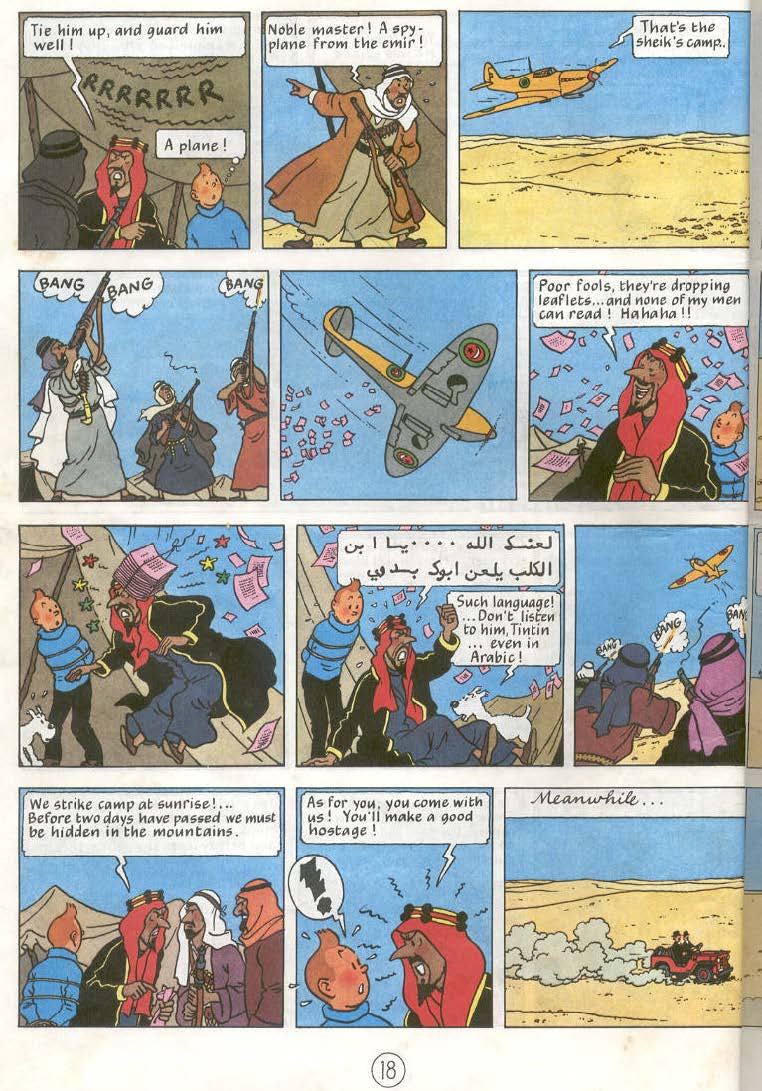 Tie him up, and guard him
well!
RRRRRRR
A plane!
Noble master! A spy-
plane from the emir!
That's the
sheik's camp..
BANG
BANG
BANG
Poor fools, they're dropping
leaflets...and none of my men
can read! Hahaha!!
لعنكـ الله ٠٠٠٠ يا ابن
الكلب يلعن ابوكـ
Such language!
...Don't listen
to him, Tintin
... even in
Arabic!
BANG
BANG
BANG
We strike camp at sunrise!...
Before two days have passed we must
be hidden in the mountains.
As for you, you come with
us! You'll make a good
hostage!
!
Meanwhile...
18